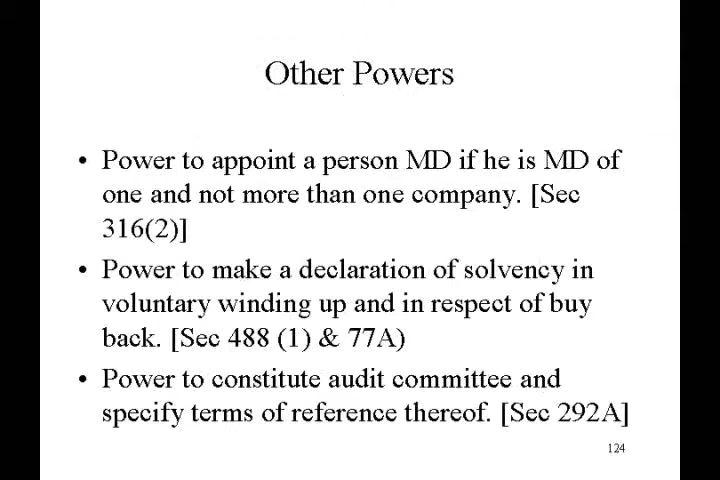 Other Powers
• Power to appoint a person MD if he is MD of
one and not more than one company. [Sec
316(2)]
• Power to make a declaration of solvency in
voluntary winding up and in respect of buy
back. [Sec 488 (1) & 77A)
• Power to constitute audit committee and
specify terms of reference thereof. [Sec 292A]
124